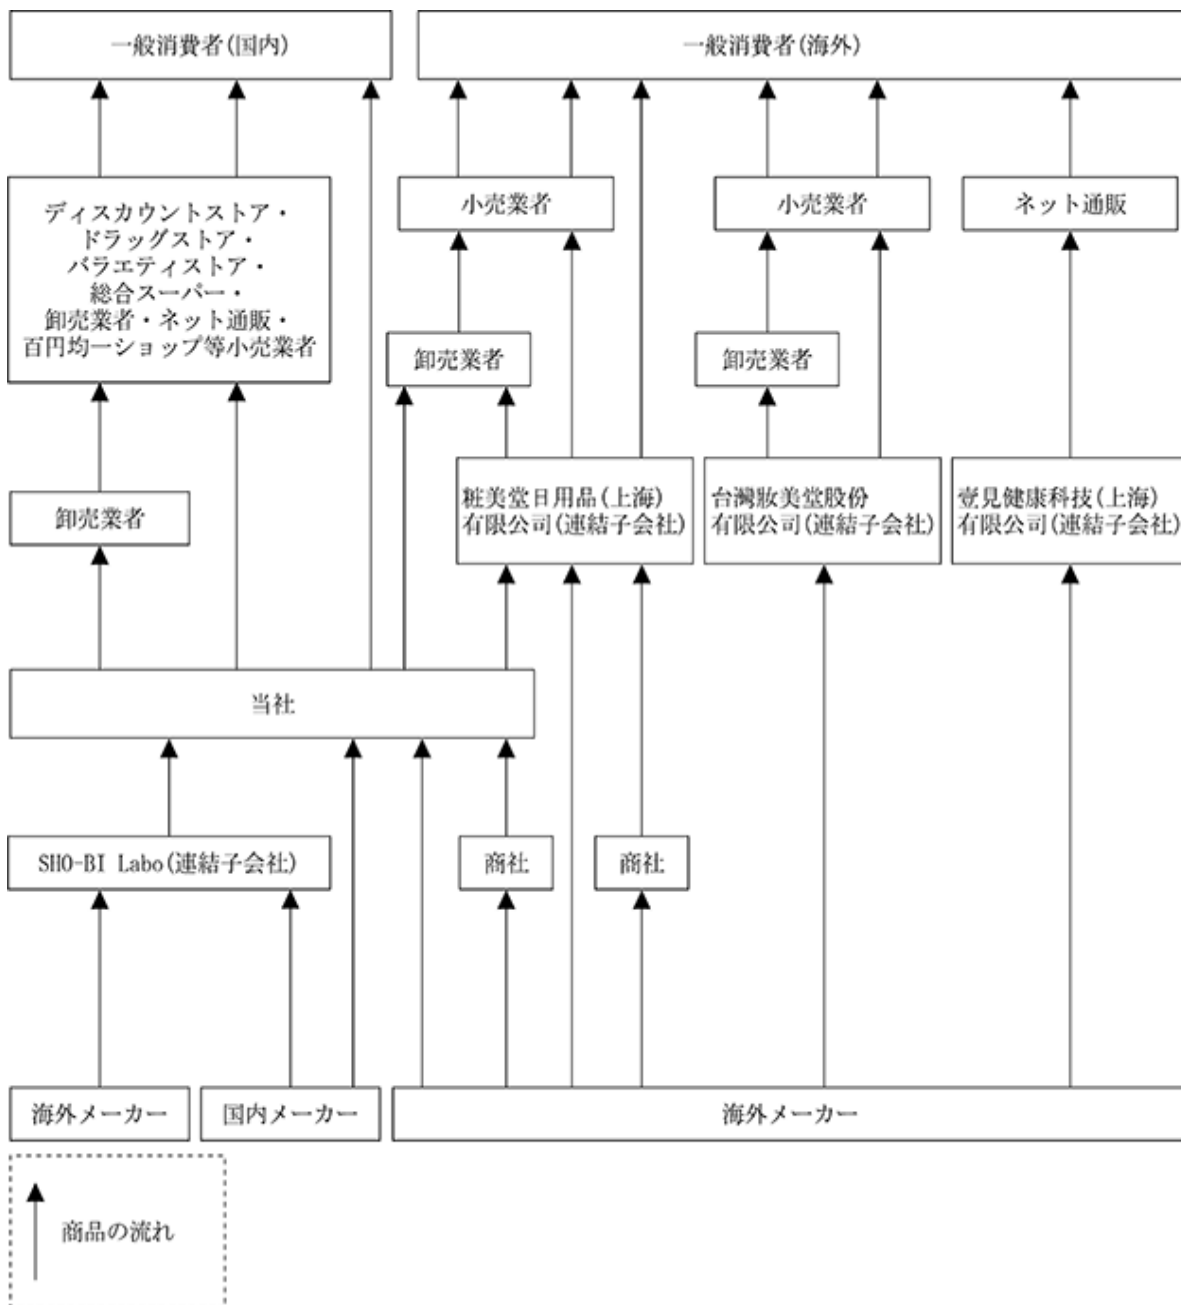 一般消費者(国内)
一般消費者(海外)
ディスカウントストア・
ドラッグストア・
バラエティストア・
総合スーパー・
卸売業者・ネット通販・
百円均一ショップ等小売業者
小売業者
小売業者
ネット通販
卸売業者
卸売業者
卸売業者
粧美堂日用品(上海)
有限公司(連結子会社)
台灣妝美堂股份
有限公司(連結子会社)
壹見健康科技(上海)
有限公司(連結子会社)
当社
SHO-BI Labo(連結子会社)
商社
商社
海外メーカー
国内メーカー
海外メーカー
商品の流れ